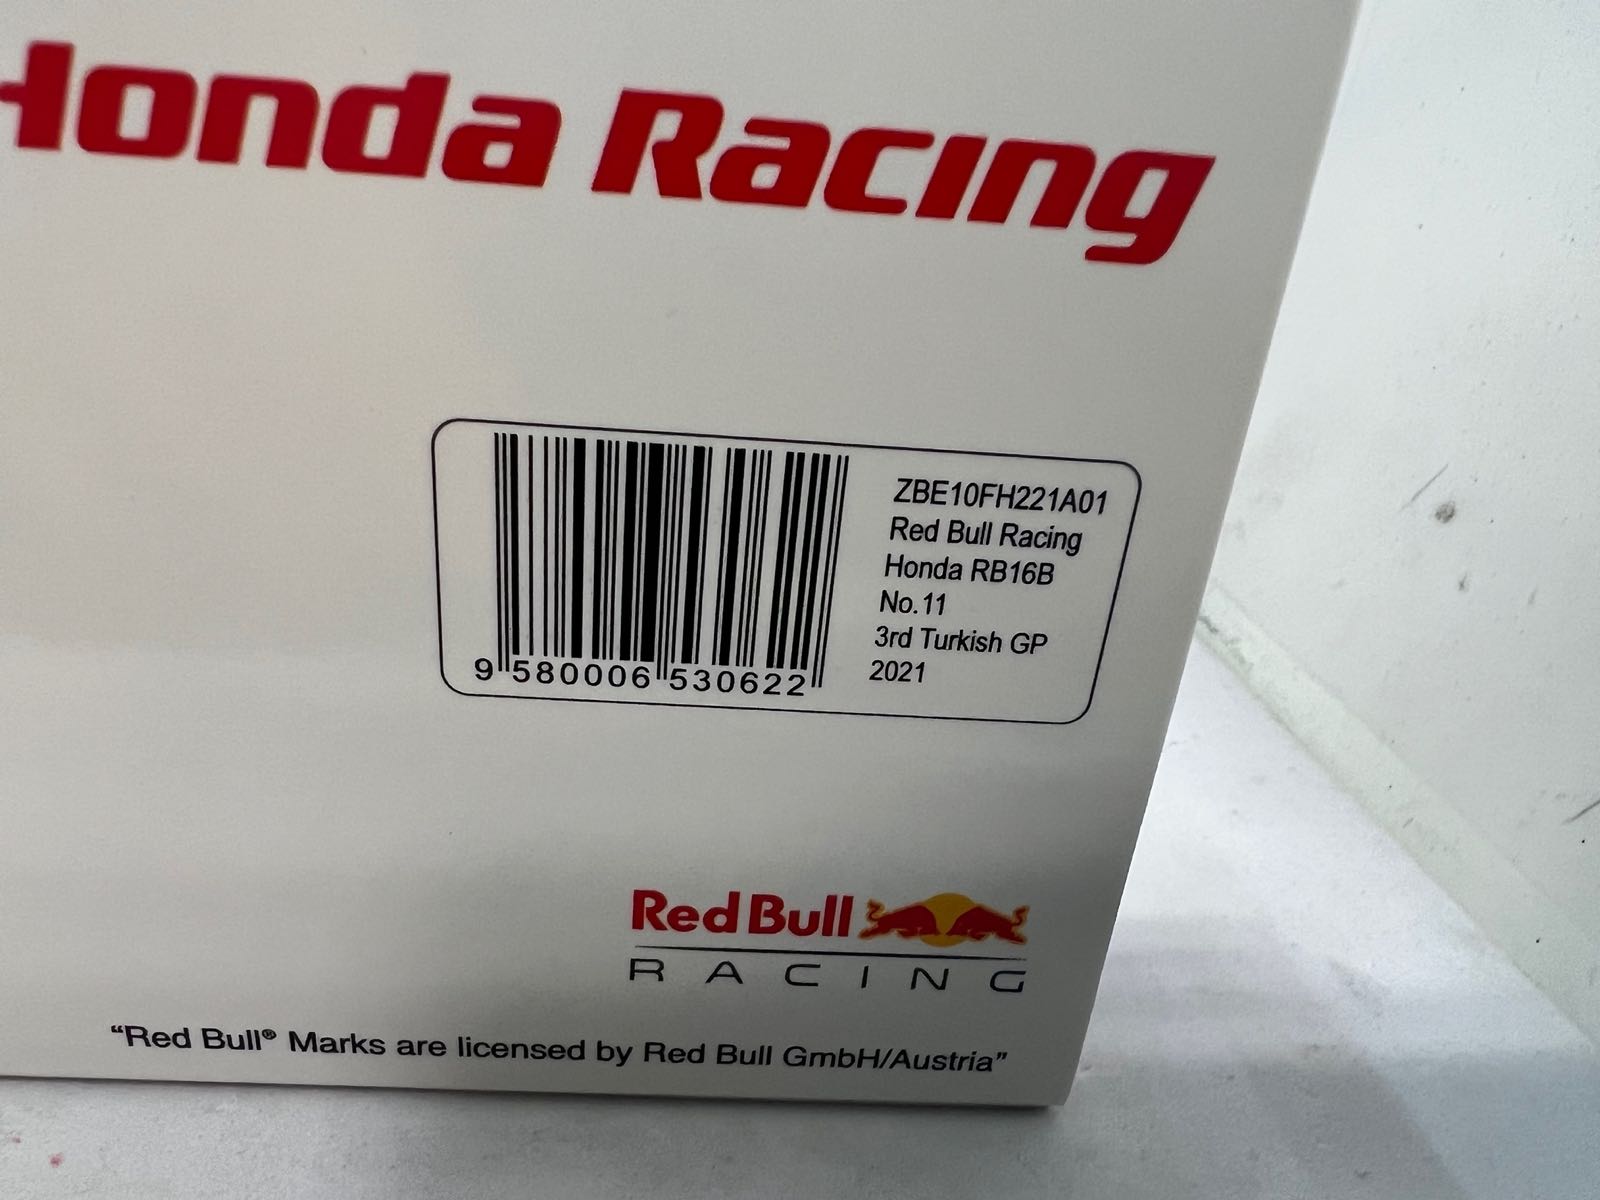 Honda Racing
ZBE10FH221A01
Red Bull Racing
Honda RB16B
No.11
3rd Turkish GP
2021
9 580006 530622
Red Bull
RACING
“Red Bull® Marks are licensed by Red Bull GmbH/Austria”